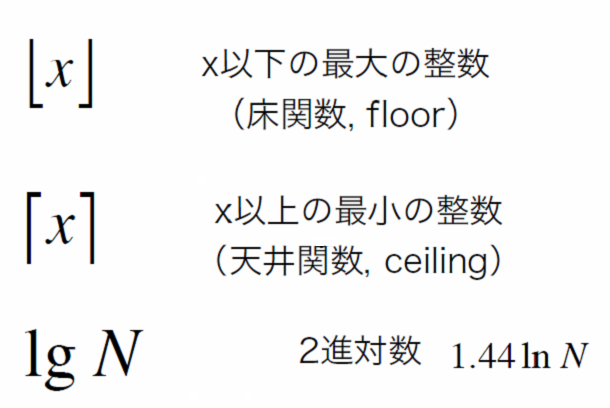 ⌊x⌋ x以下の最大の整数
（床関数, floor）
⌈x⌉ x以上の最小の整数
（天井関数, ceiling）
lg N 2進対数 1.44 ln N